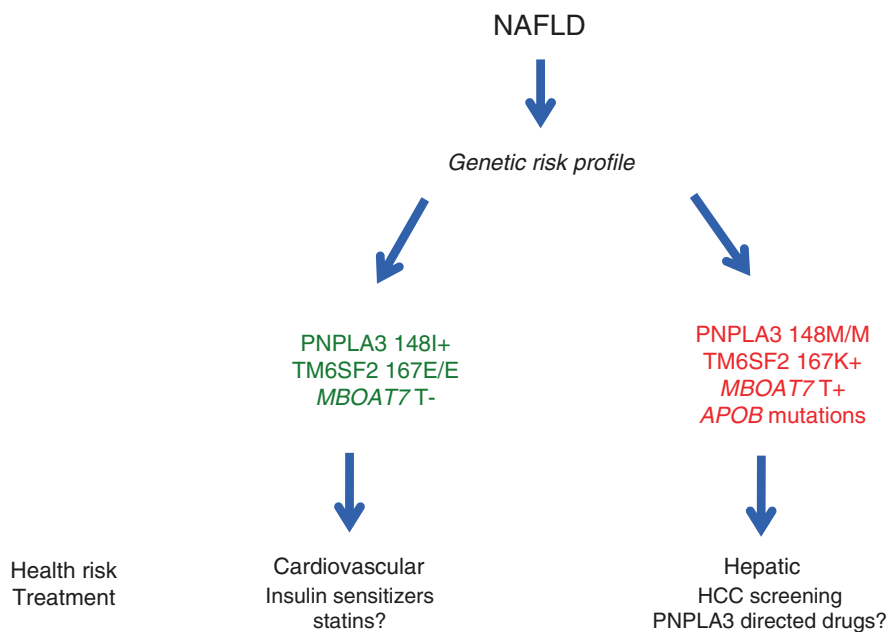 NAFLD
Genetic risk profile
PNPLA3 148I+
TM6SF2 167E/E
MBOAT7 T-
PNPLA3 148M/M
TM6SF2 167K+
MBOAT7 T+
APOB mutations
Health risk
Treatment
Cardiovascular
Insulin sensitizers
statins?
Hepatic
HCC screening
PNPLA3 directed drugs?